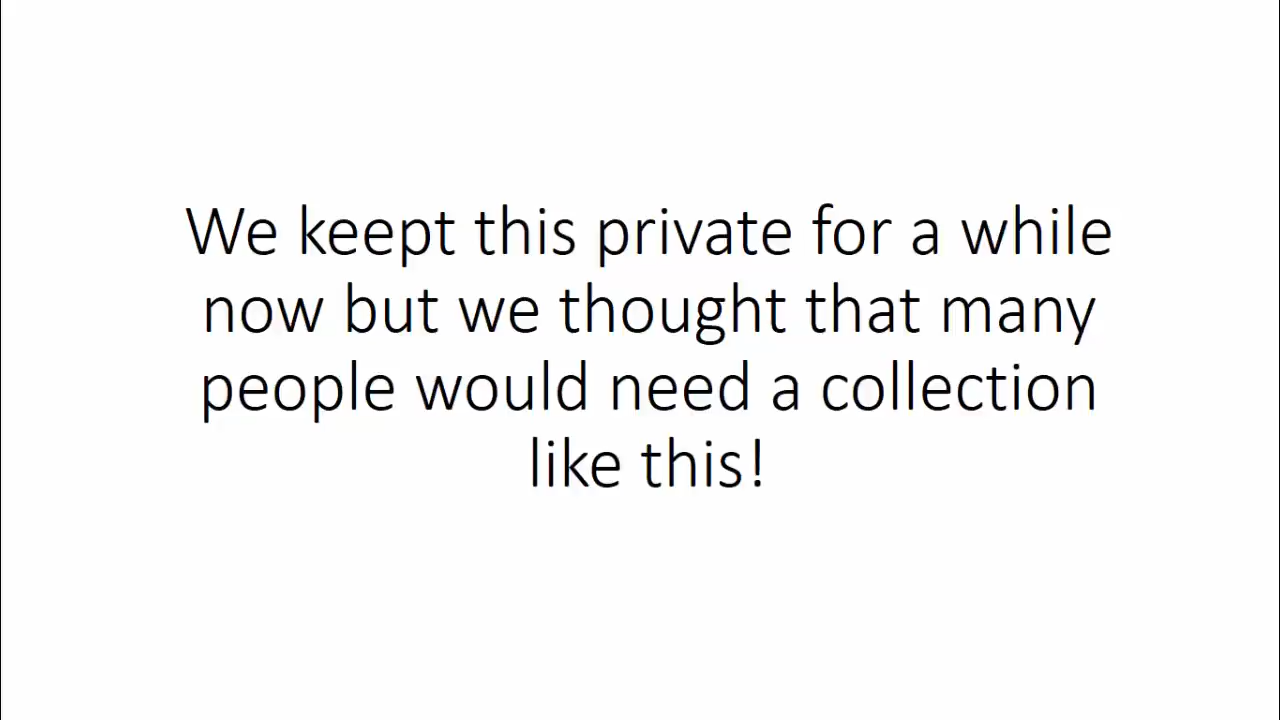 We keept this private for a while
now but we thought that many
people would need a collection
like this!